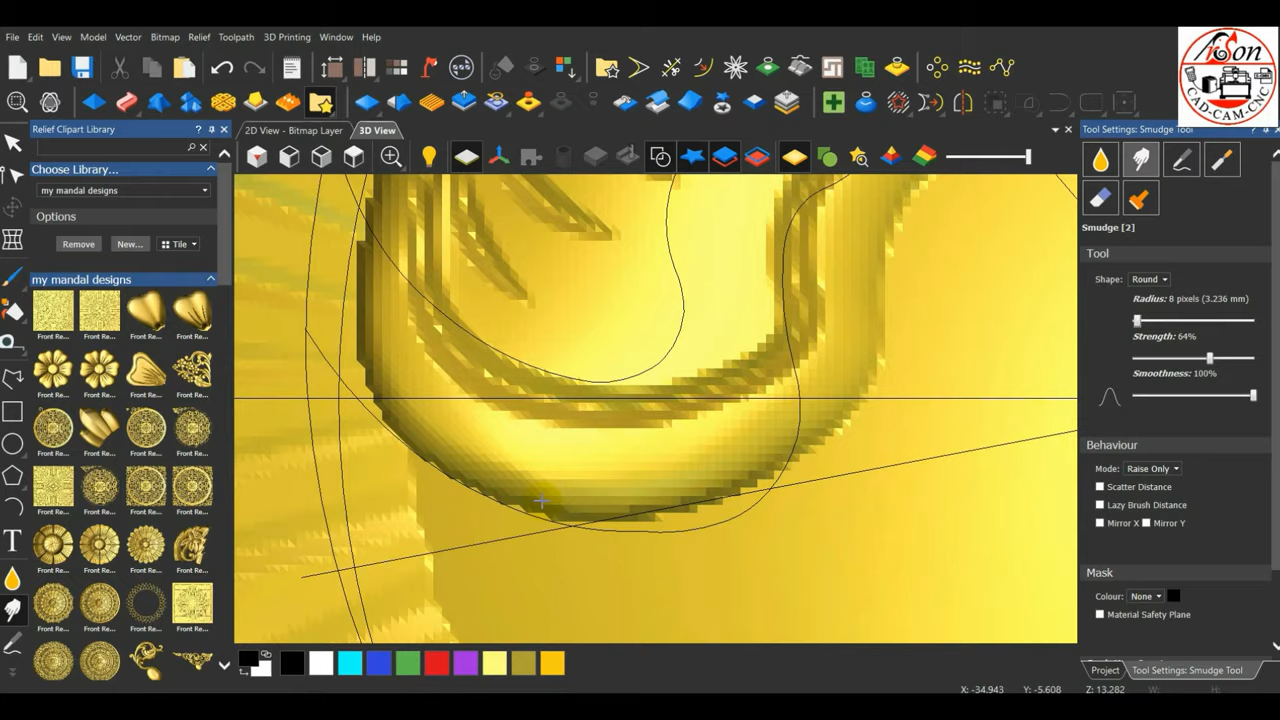 File Edit View Model Vector Bitmap Relief Toolpath 3D Printing Window Help
Relief Clipart Library
Choose Library...
my mandal designs
Options
Remove New... Tile
my mandal designs
Front Re... Front Re... Front Re... Front Re...
Front Re... Front Re... Front Re... Front Re...
Front Re... Front Re... Front Re... Front Re...
Front Re... Front Re... Front Re... Front Re...
Front Re... Front Re... Front Re... Front Re...
Front Re... Front Re... Front Re... Front Re...
2D View - Bitmap Layer 3D View
CAD-CAM-CNC
Tool Settings: Smudge Tool
Smudge [2]
Tool
Shape: Round
Radius: 8 pixels (3.236 mm)
Strength: 64%
Smoothness: 100%
Behaviour
Mode: Raise Only
Scatter Distance
Lazy Brush Distance
Mirror X Mirror Y
Mask
Colour: None
Material Safety Plane
Project Tool Settings: Smudge Tool
X: -34.943 Y: -5.608 Z: 13.282 W: H: